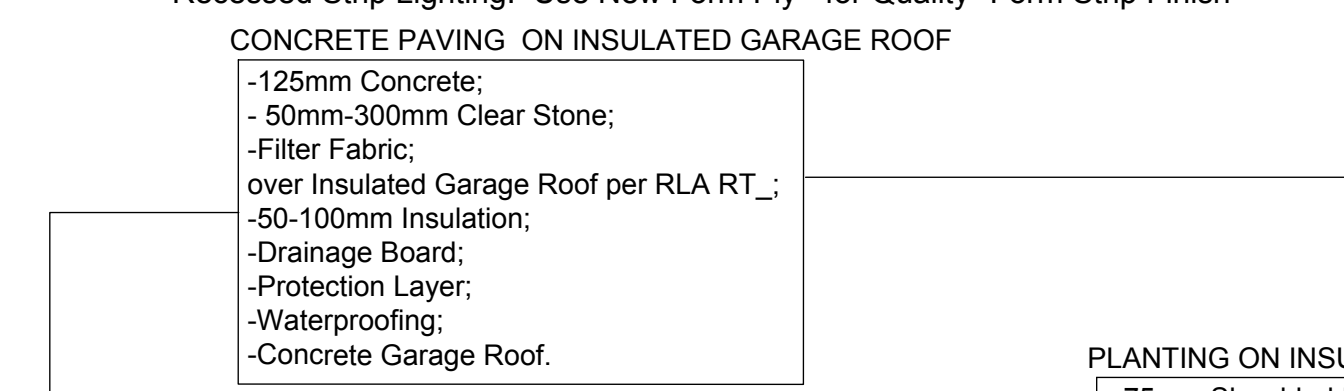 CONCRETE PAVING ON INSULATED GARAGE ROOF
-125mm Concrete;
- 50mm-300mm Clear Stone;
-Filter Fabric;
over Insulated Garage Roof per RLA RT_;
-50-100mm Insulation;
-Drainage Board;
-Protection Layer;
-Waterproofing;
-Concrete Garage Roof.
PLANTING ON